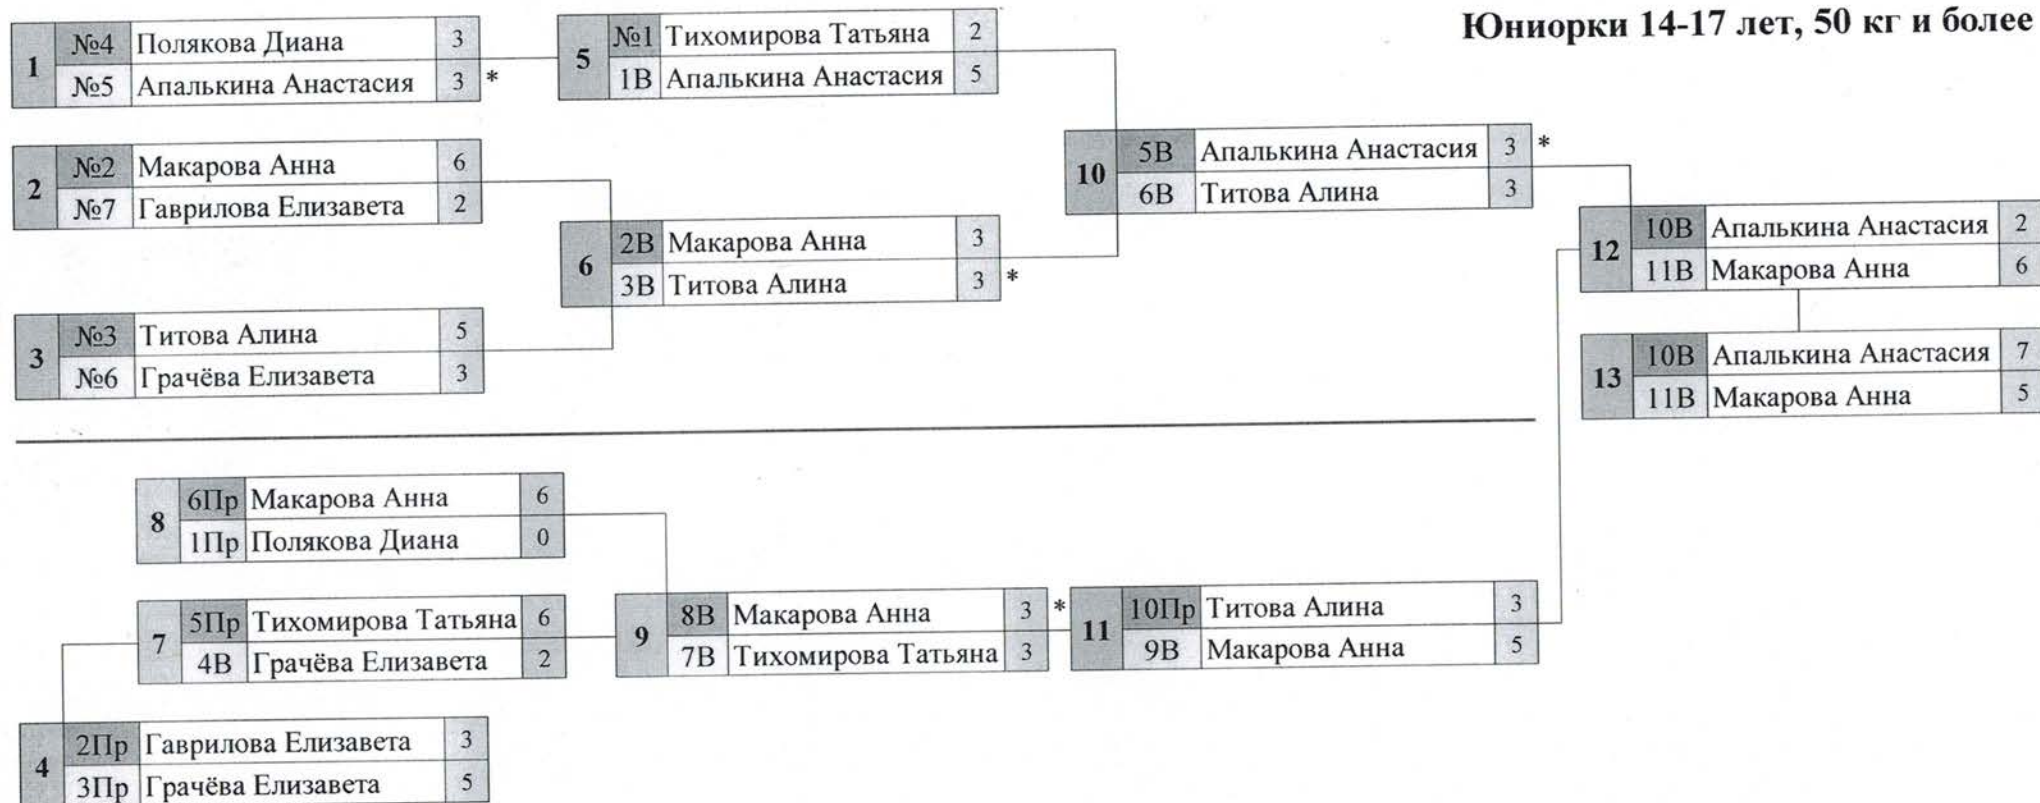 Юниорки 14-17 лет, 50 кг и более
1
№4 Полякова Диана 3
№5 Апалькина Анастасия 3 *
5
№1 Тихомирова Татьяна 2
1В Апалькина Анастасия 5
2
№2 Макарова Анна 6
№7 Гаврилова Елизавета 2
10
5В Апалькина Анастасия 3 *
6В Титова Алина 3
6
2В Макарова Анна 3
3В Титова Алина 3 *
12
10В Апалькина Анастасия 2
11В Макарова Анна 6
3
№3 Титова Алина 5
№6 Грачёва Елизавета 3
13
10В Апалькина Анастасия 7
11В Макарова Анна 5
8
6Пр Макарова Анна 6
1Пр Полякова Диана 0
7
5Пр Тихомирова Татьяна 6
4В Грачёва Елизавета 2
9
8В Макарова Анна 3 *
7В Тихомирова Татьяна 3
11
10Пр Титова Алина 3
9В Макарова Анна 5
4
2Пр Гаврилова Елизавета 3
3Пр Грачёва Елизавета 5